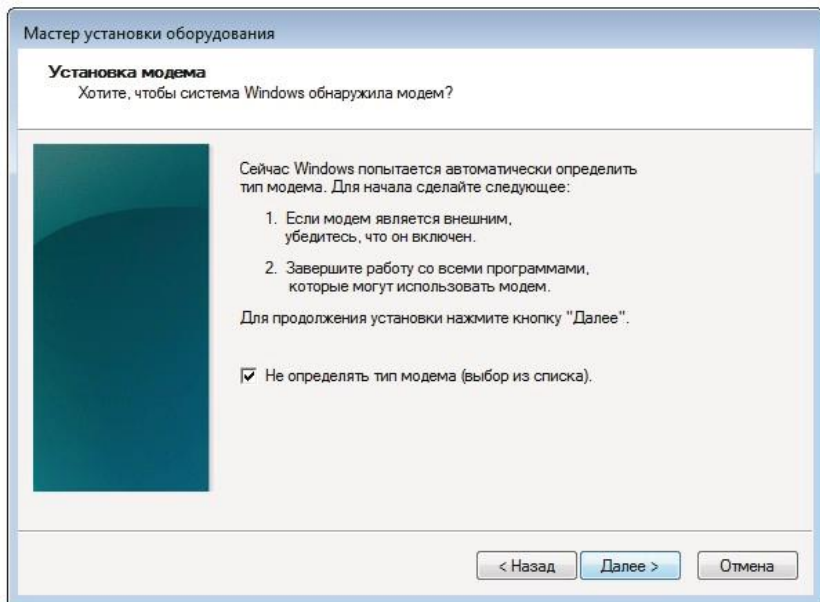 Мастер установки оборудования
Установка модема
Хотите, чтобы система Windows обнаружила модем?
Сейчас Windows попытается автоматически определить
тип модема. Для начала сделайте следующее:
1. Если модем является внешним,
убедитесь, что он включен.
2. Завершите работу со всеми программами,
которые могут использовать модем.
Для продолжения установки нажмите кнопку "Далее".
Не определять тип модема (выбор из списка).
< Назад Далее > Отмена